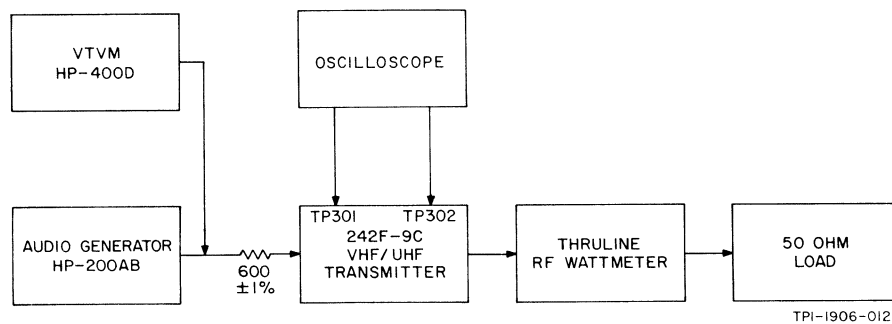 VTVM
HP-400D
OSCILLOSCOPE
AUDIO GENERATOR
HP-200AB
600
±1%
TP301 TP302
242F-9C
VHF/UHF
TRANSMITTER
THRULINE
RF WATTMETER
50 OHM
LOAD
TPI-1906-012